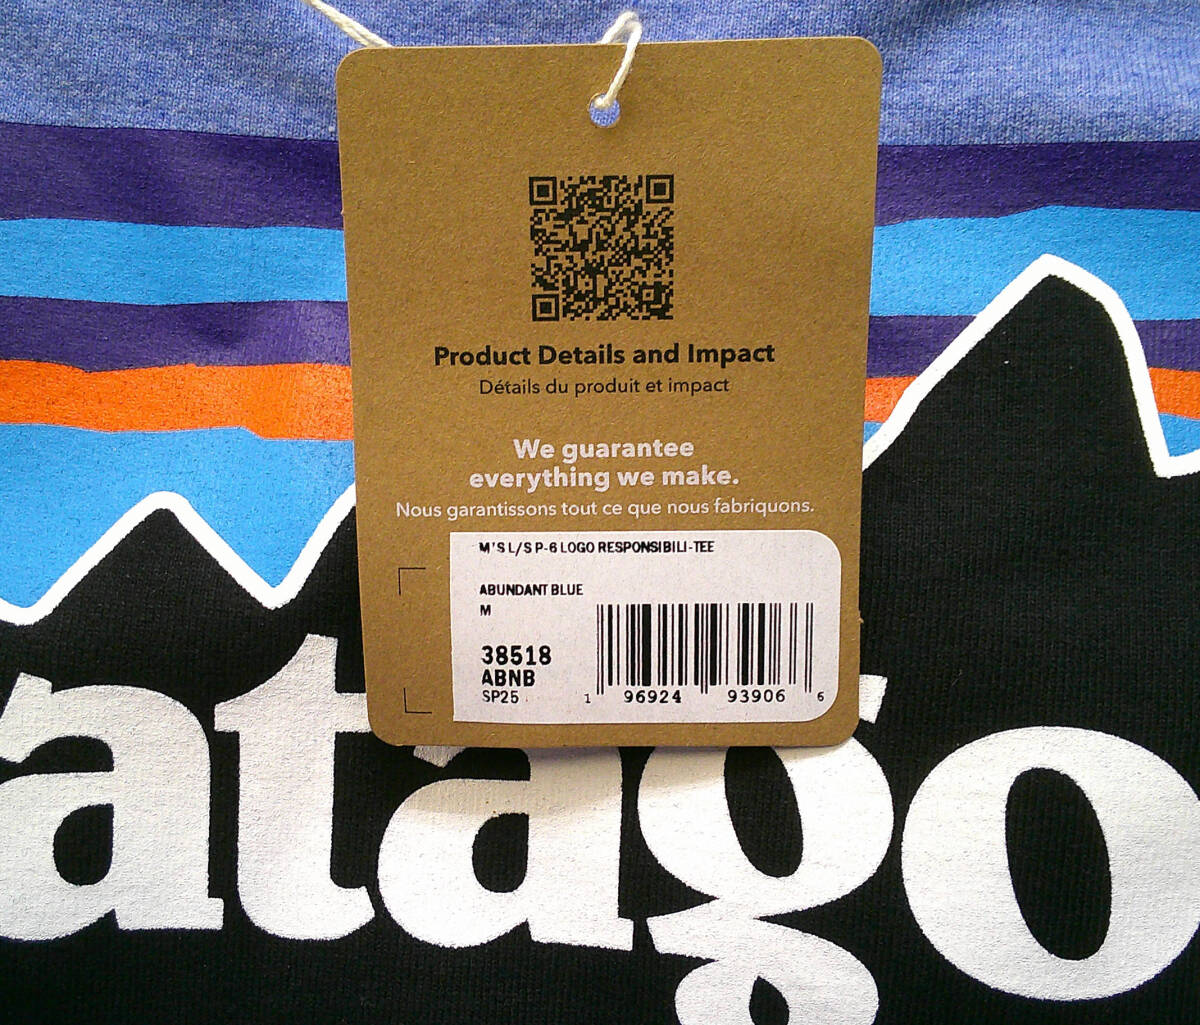 Product Details and Impact
Détails du produit et impact
We guarantee
everything we make.
Nous garantissons tout ce que nous fabriquons.
M'S L/S P-6 LOGO RESPONSIBILI-TEE
ABUNDANT BLUE
M
38518
ABNB
SP25
1 96924 93906 6
atago